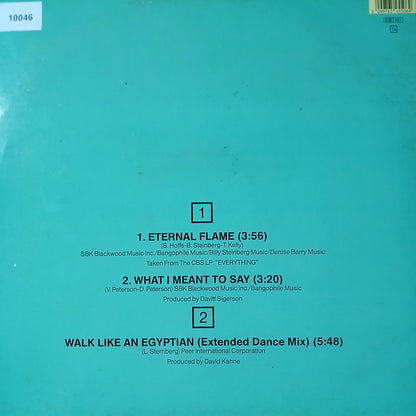 10046
CB 161
1
1. ETERNAL FLAME (3:56)
(S. Hoffs-B. Steinberg-T. Kelly)
SBK Blackwood Music Inc./Bangophile Music/Billy Steinberg Music/Denise Barry Music
Taken From The CBS LP: "EVERYTHING"
2. WHAT I MEANT TO SAY (3:20)
(V. Peterson-D. Peterson) SBK Blackwood Music Inc./Bangophile Music
Produced by Davitt Sigerson
2
WALK LIKE AN EGYPTIAN (Extended Dance Mix) (5:48)
(L. Sternberg) Peer International Corporation
Produced by David Kahne